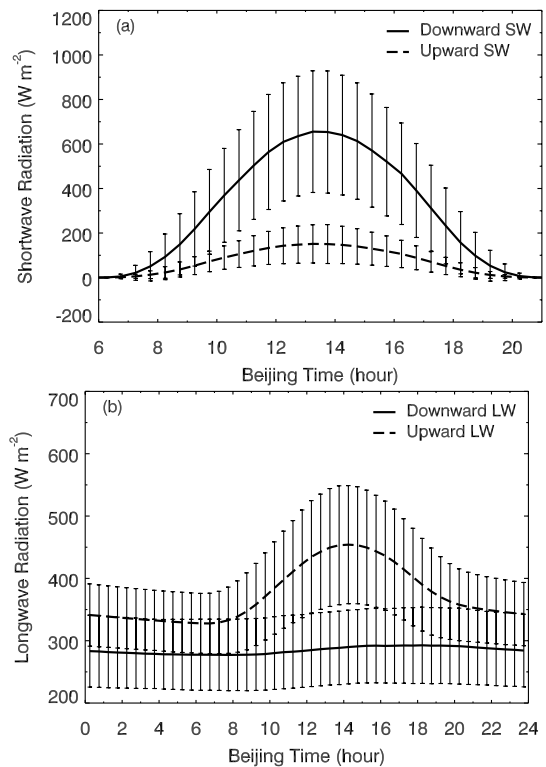 1200
(a)
Downward SW
Upward SW
1000
800
600
400
200
0
-200
Shortwave Radiation (W m-2)
6 8 10 12 14 16 18 20
Beijing Time (hour)
700
(b)
Downward LW
Upward LW
600
500
400
300
200
Longwave Radiation (W m-2)
0 2 4 6 8 10 12 14 16 18 20 22 24
Beijing Time (hour)